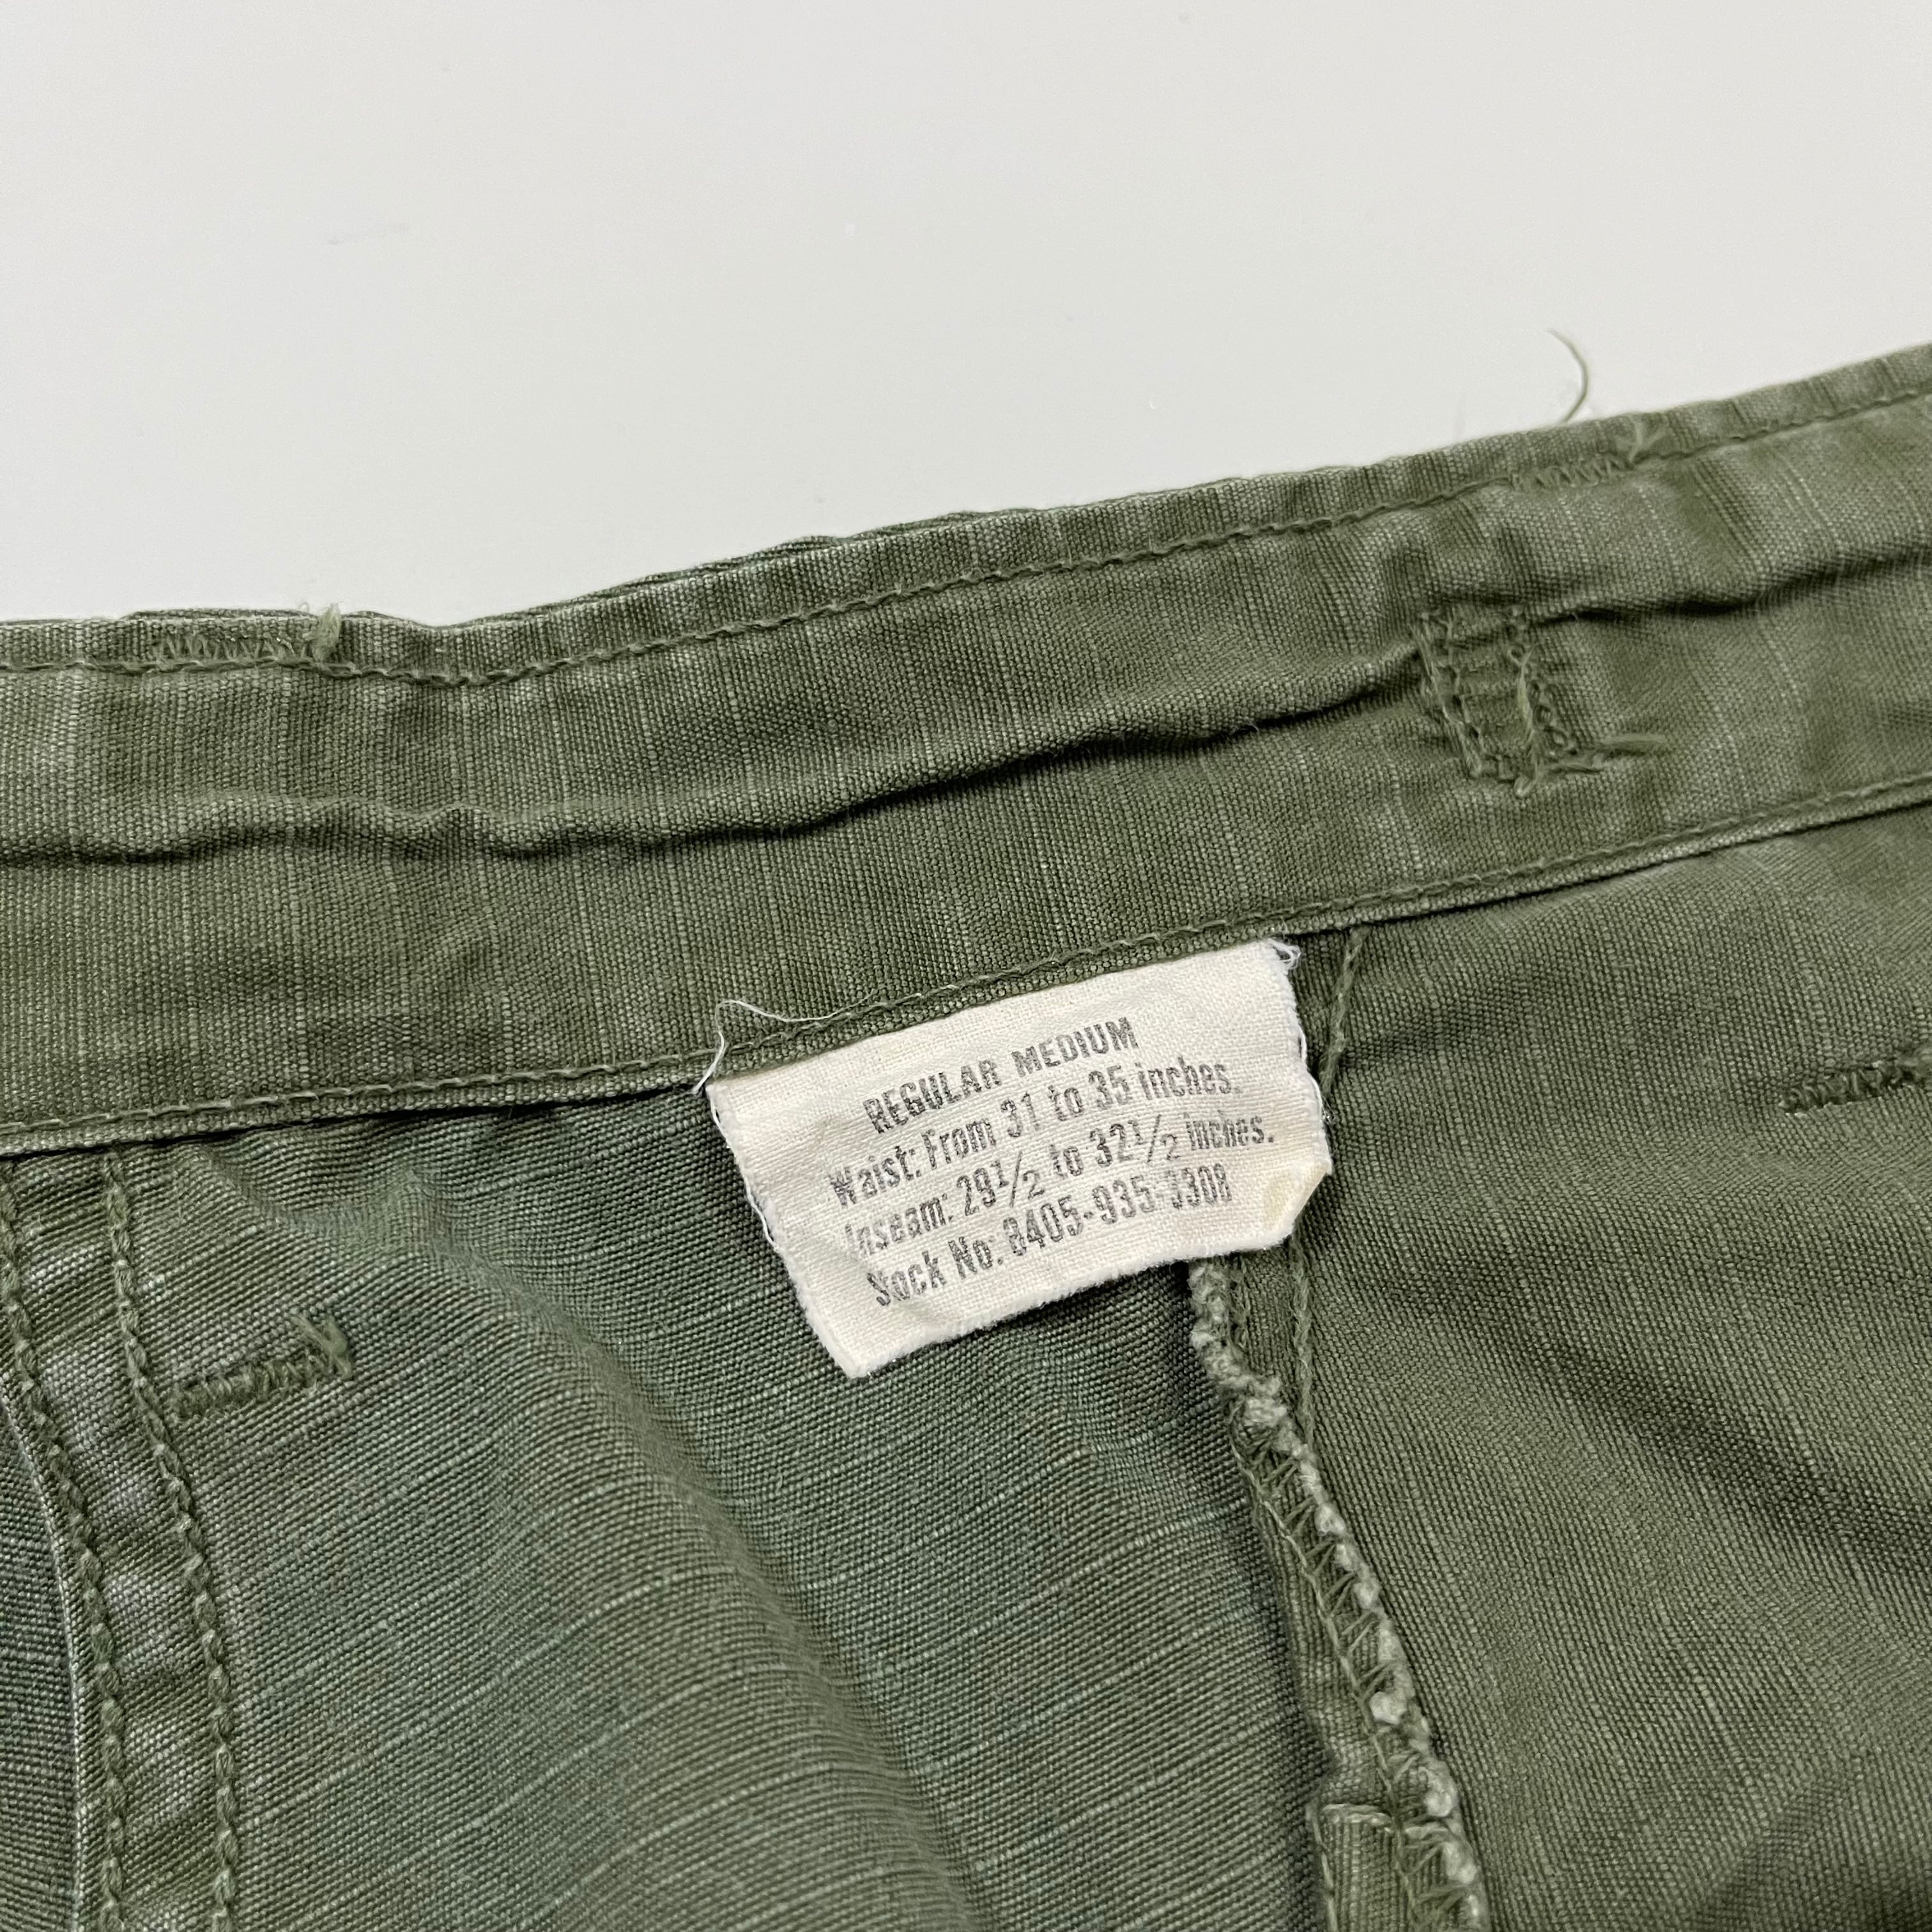 REGULAR MEDIUM
Waist: From 31 to 35 inches.
Inseam: 29½ to 32½ inches.
Stock No: 8405-935-3308